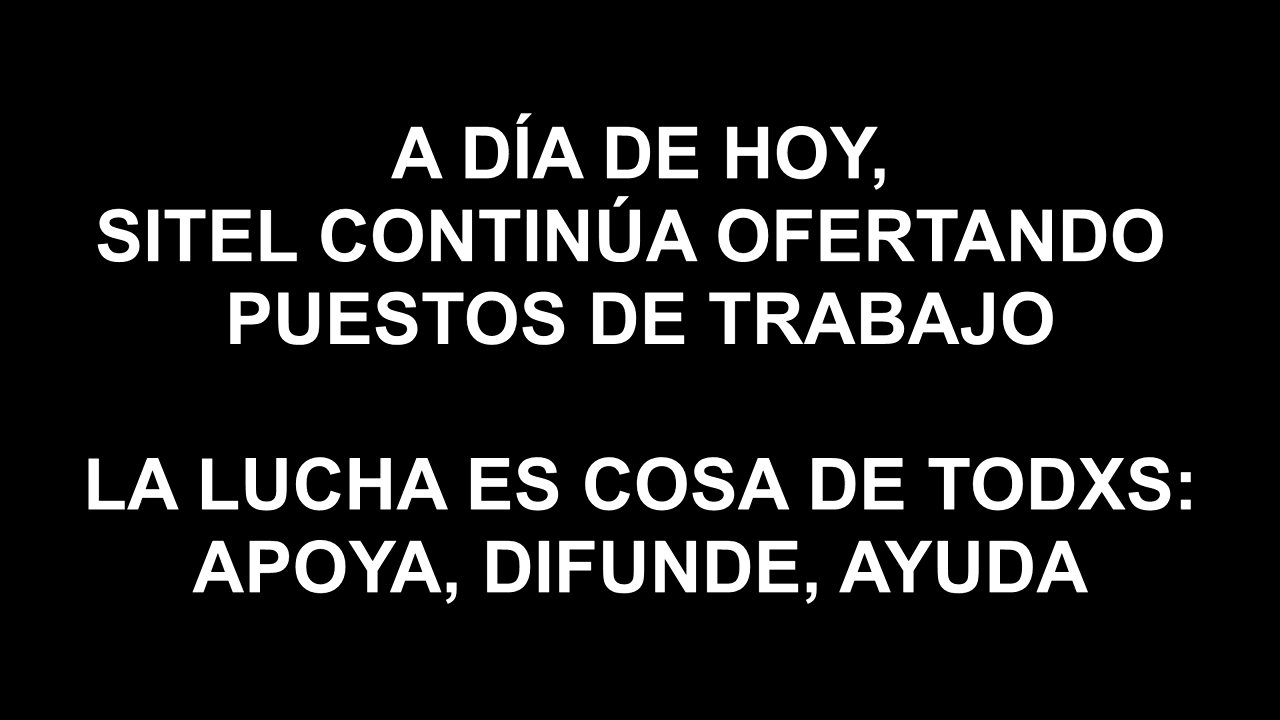 A DÍA DE HOY,
SITEL CONTINÚA OFERTANDO
PUESTOS DE TRABAJO
LA LUCHA ES COSA DE TODXS:
APOYA, DIFUNDE, AYUDA